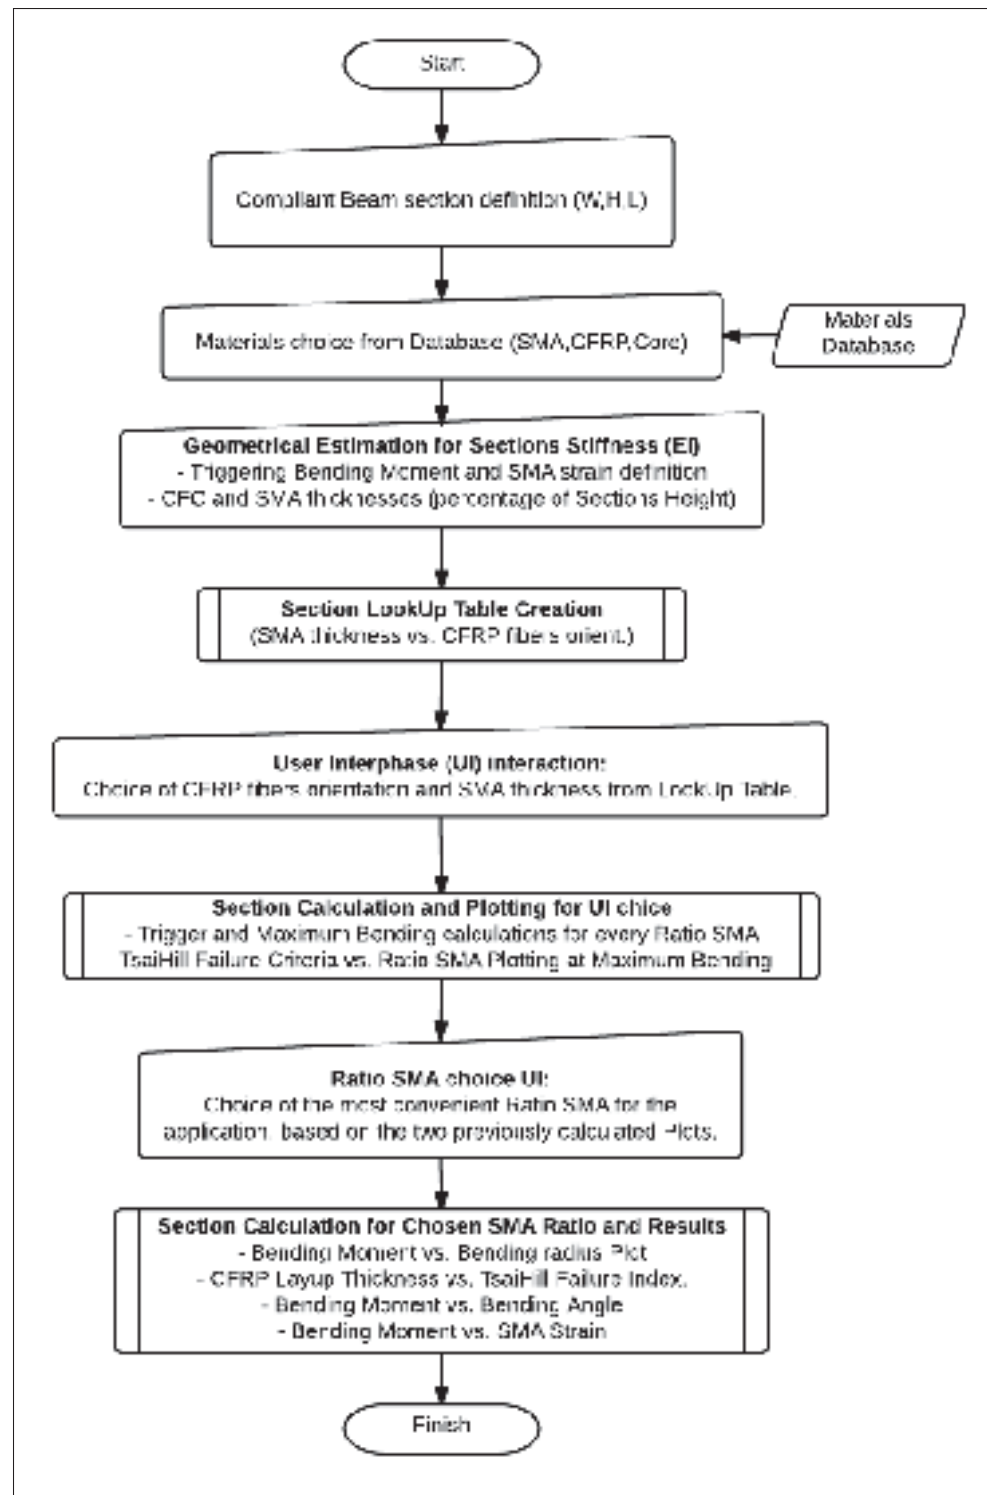 Start
Compliant Beam section definition (W,H,L)
Materials choice from Database (SMA,CFRP,Core)
Materials
Database
Geometrical Estimation for Sections Stiffness (EI)
- Triggering Bending Moment and SMA strain definition
- CFC and SMA thicknesses (percentage of Sections Height)
Section LookUp Table Creation
(SMA thickness vs. CFRP fibers orient.)
User Interphase (UI) interaction:
Choice of CFRP fibers orientation and SMA thickness from LookUp Table.
Section Calculation and Plotting for UI chice
- Trigger and Maximum Bending calculations for every Ratio SMA
TsaiHill Failure Criteria vs. Ratio SMA Plotting at Maximum Bending
Ratio SMA choice UI:
Choice of the most convenient Ratio SMA for the
application, based on the two previously calculated Plots.
Section Calculation for Chosen SMA Ratio and Results
- Bending Moment vs. Bending radius Plot
- CFRP Layup Thickness vs. TsaiHill Failure Index.
- Bending Moment vs. Bending Angle
- Bending Moment vs. SMA Strain
Finish